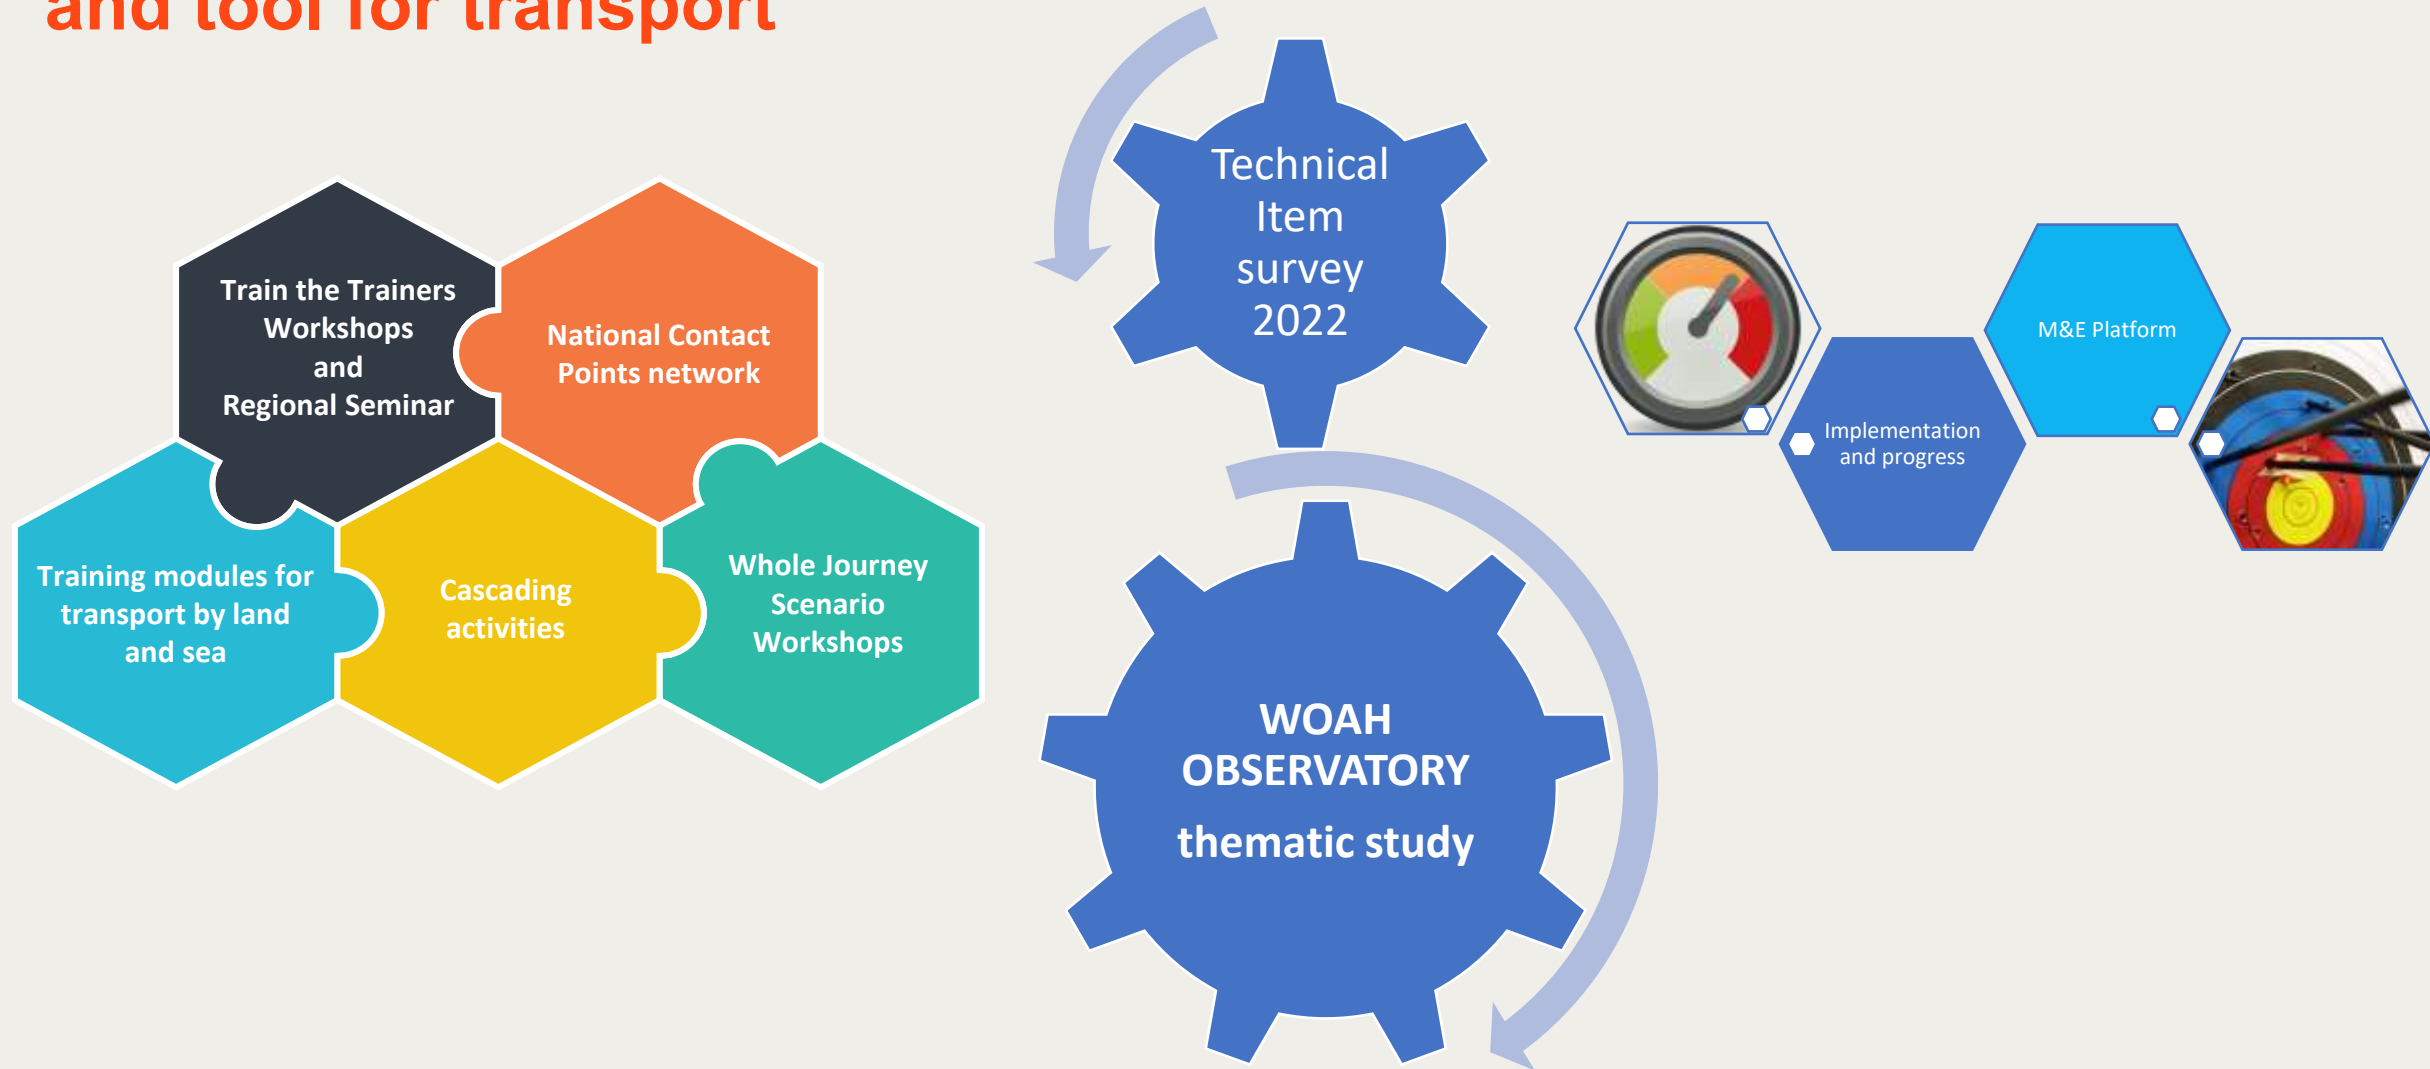 and tool for transport
Train the Trainers
Workshops
and
Regional Seminar
National Contact
Points network
Training modules for
transport by land
and sea
Cascading
activities
Whole Journey
Scenario
Workshops
Technical
Item
survey
2022
WOAH
OBSERVATORY
thematic study
Implementation
and progress
M&E Platform